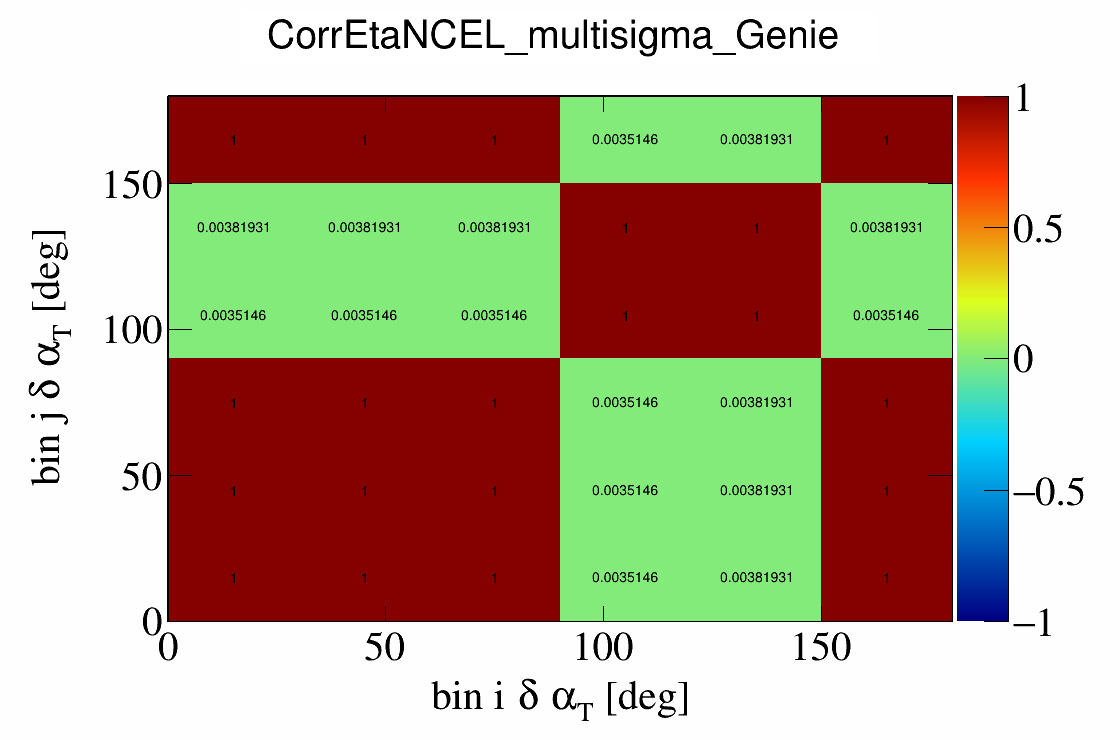 CorrEtaNCEL_multisigma_Genie
1 1 1 0.0035146 0.00381931 1
0.00381931 0.00381931 0.00381931 1 1 0.00381931
0.0035146 0.0035146 0.0035146 1 1 0.0035146
1 1 1 0.0035146 0.00381931 1
1 1 1 0.0035146 0.00381931 1
1 1 1 0.0035146 0.00381931 1
150
100
50
0
bin j δ α_T [deg]
0 50 100 150
bin i δ α_T [deg]
1
0.5
0
−0.5
−1